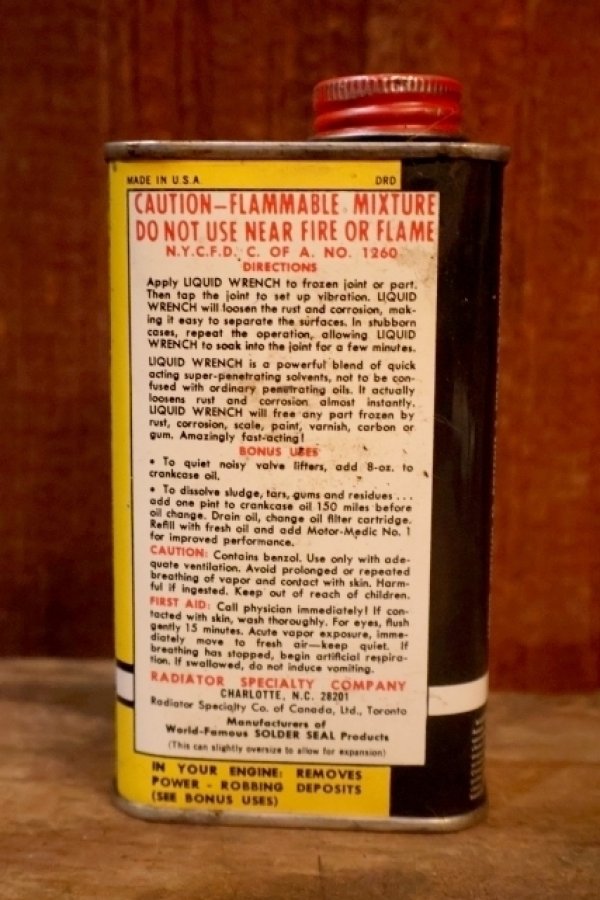 MADE IN U.S.A. DRD
CAUTION—FLAMMABLE MIXTURE
DO NOT USE NEAR FIRE OR FLAME
N.Y.C.F.D. C. OF A. NO. 1260
DIRECTIONS
Apply LIQUID WRENCH to frozen joint or part.
Then tap the joint to set up vibration. LIQUID
WRENCH will loosen the rust and corrosion, mak-
ing it easy to separate the surfaces. In stubborn
cases, repeat the operation, allowing LIQUID
WRENCH to soak into the joint for a few minutes.
LIQUID WRENCH is a powerful blend of quick
acting super-penetrating solvents, not to be con-
fused with ordinary penetrating oils. It actually
loosens rust and corrosion almost instantly.
LIQUID WRENCH will free any part frozen by
rust, corrosion, scale, paint, varnish, carbon or
gum. Amazingly fast-acting!
BONUS USES
• To quiet noisy valve lifters, add 8-oz. to
crankcase oil.
• To dissolve sludge, tars, gums and residues . . .
add one pint to crankcase oil 150 miles before
oil change. Drain oil, change oil filter cartridge.
Refill with fresh oil and add Motor-Medic No. 1
for improved performance.
CAUTION: Contains benzol. Use only with ade-
quate ventilation. Avoid prolonged or repeated
breathing of vapor and contact with skin. Harm-
ful if ingested. Keep out of reach of children.
FIRST AID: Call physician immediately! If con-
tacted with skin, wash thoroughly. For eyes, flush
gently 15 minutes. Acute vapor exposure, imme-
diately move to fresh air—keep quiet. If
breathing has stopped, begin artificial respira-
tion. If swallowed, do not induce vomiting.
RADIATOR SPECIALTY COMPANY
CHARLOTTE, N.C. 28201
Radiator Specialty Co. of Canada, Ltd., Toronto
Manufacturers of
World-Famous SOLDER SEAL Products
(This can slightly oversize to allow for expansion)
IN YOUR ENGINE: REMOVES
POWER - ROBBING DEPOSITS
(SEE BONUS USES)